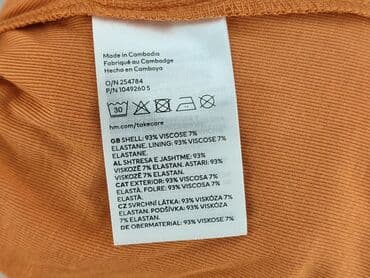 Made in Cambodia
Fabriqué au Cambodge
Hecho en Camboya
O/N 254784
P/N 1049260 S
30
hm.com/takecare
GB SHELL: 93% VISCOSE 7%
ELASTANE. LINING: 93% VISCOSE 7%
ELASTANE.
AL SHTRESA E JASHTME: 93%
VISKOZË 7% ELASTAN. ASTARI: 93%
VISKOZË 7% ELASTAN.
CAT EXTERIOR: 93% VISCOSA 7%
ELASTÀ. FOLRE: 93% VISCOSA 7%
ELASTÀ.
CZ SVRCHNÍ LÁTKA: 93% VISKÓZA 7%
ELASTAN. PODŠÍVKA: 93% VISKÓZA
7% ELASTAN.
DE OBERMATERIAL: 93% VISKOSE 7%